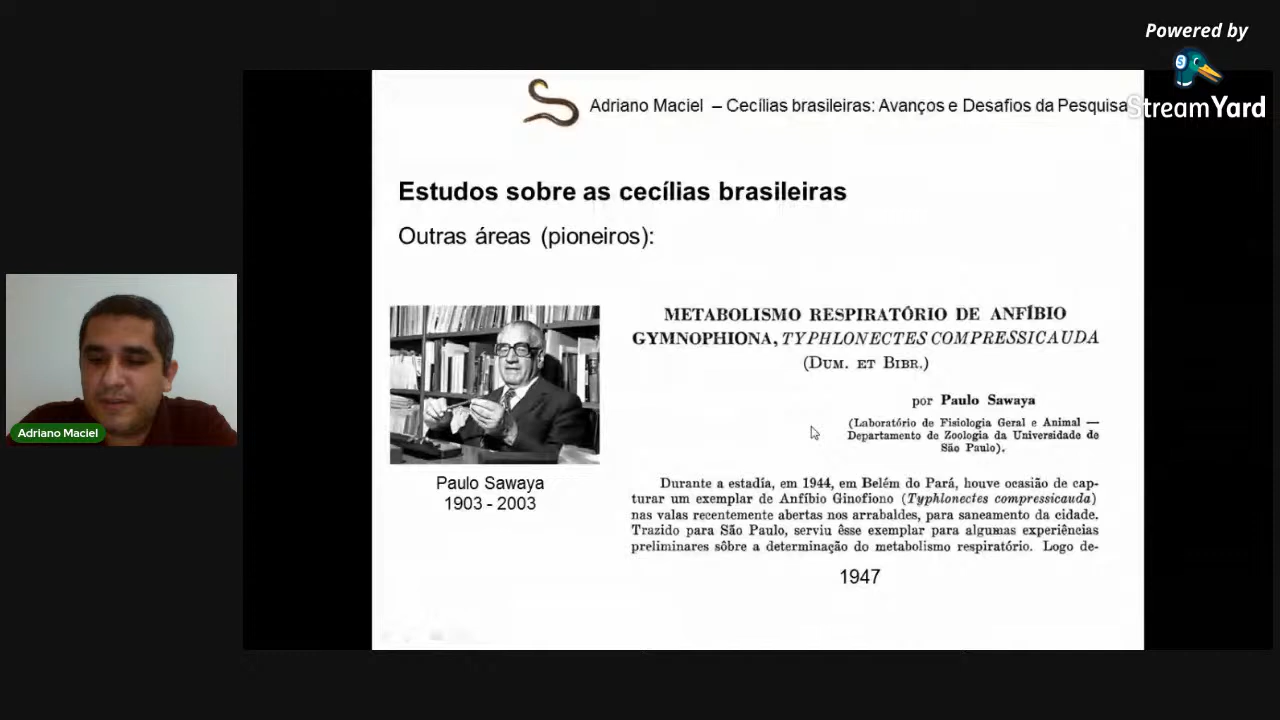 Powered by
StreamYard
Adriano Maciel – Cecílias brasileiras: Avanços e Desafios da Pesquisa
Estudos sobre as cecílias brasileiras
Outras áreas (pioneiros):
METABOLISMO RESPIRATÓRIO DE ANFÍBIO
GYMNOPHIONA, TYPHLONECTES COMPRESSICAUDA
(DUM. ET BIBR.)
por Paulo Sawaya
(Laboratório de Fisiologia Geral e Animal —
Departamento de Zoologia da Universidade de
São Paulo).
Adriano Maciel
Paulo Sawaya
1903 - 2003
Durante a estadía, em 1944, em Belém do Pará, houve ocasião de cap-
turar um exemplar de Anfíbio Ginofiono (Typhlonectes compressicauda)
nas valas recentemente abertas nos arrabaldes, para saneamento da cidade.
Trazido para São Paulo, serviu êsse exemplar para algumas experiências
preliminares sôbre a determinação do metabolismo respiratório. Logo de-
1947